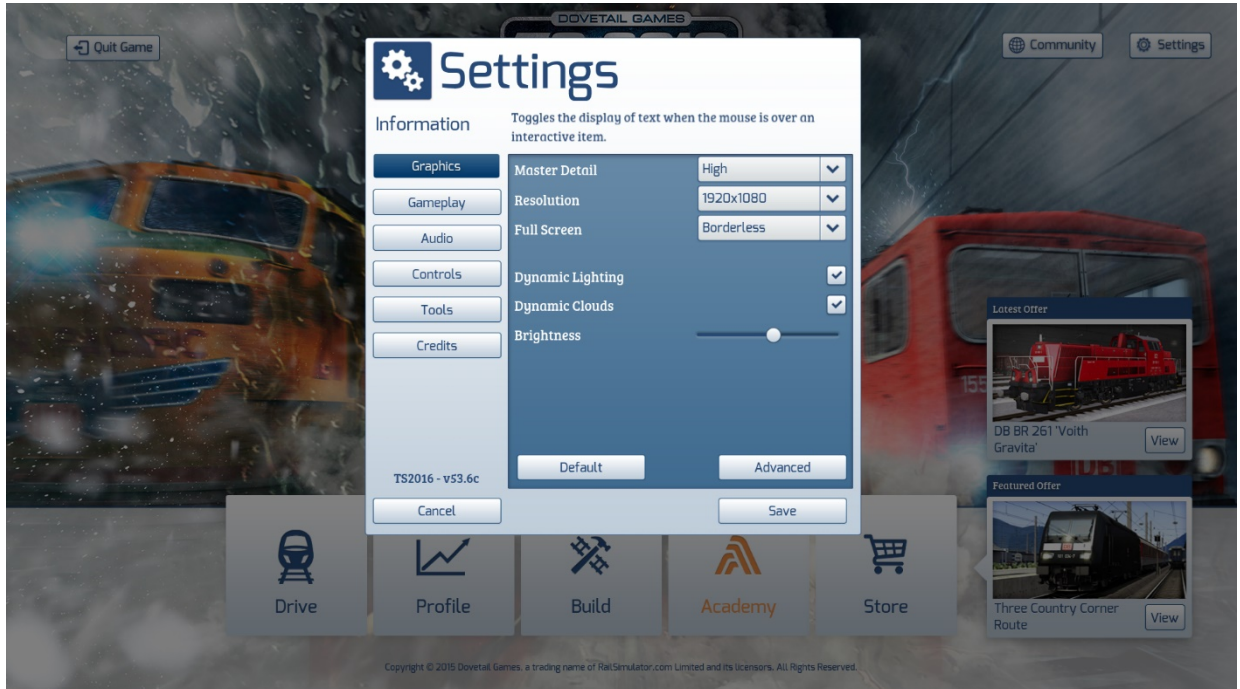 DOVETAIL GAMES
Quit Game
Community
Settings
Settings
Information
Toggles the display of text when the mouse is over an
interactive item.
Graphics
Gameplay
Audio
Controls
Tools
Credits
TS2016 - v53.6c
Master Detail
High
Resolution
1920x1080
Full Screen
Borderless
Dynamic Lighting
Dynamic Clouds
Brightness
Default
Advanced
Cancel
Save
155
Latest Offer
DB BR 261 'Voith
Gravita'
View
DB
Featured Offer
Three Country Corner
Route
View
Drive
Profile
Build
Academy
Store
Copyright © 2015 Dovetail Games, a trading name of RailSimulator.com Limited and its licensors. All Rights Reserved.